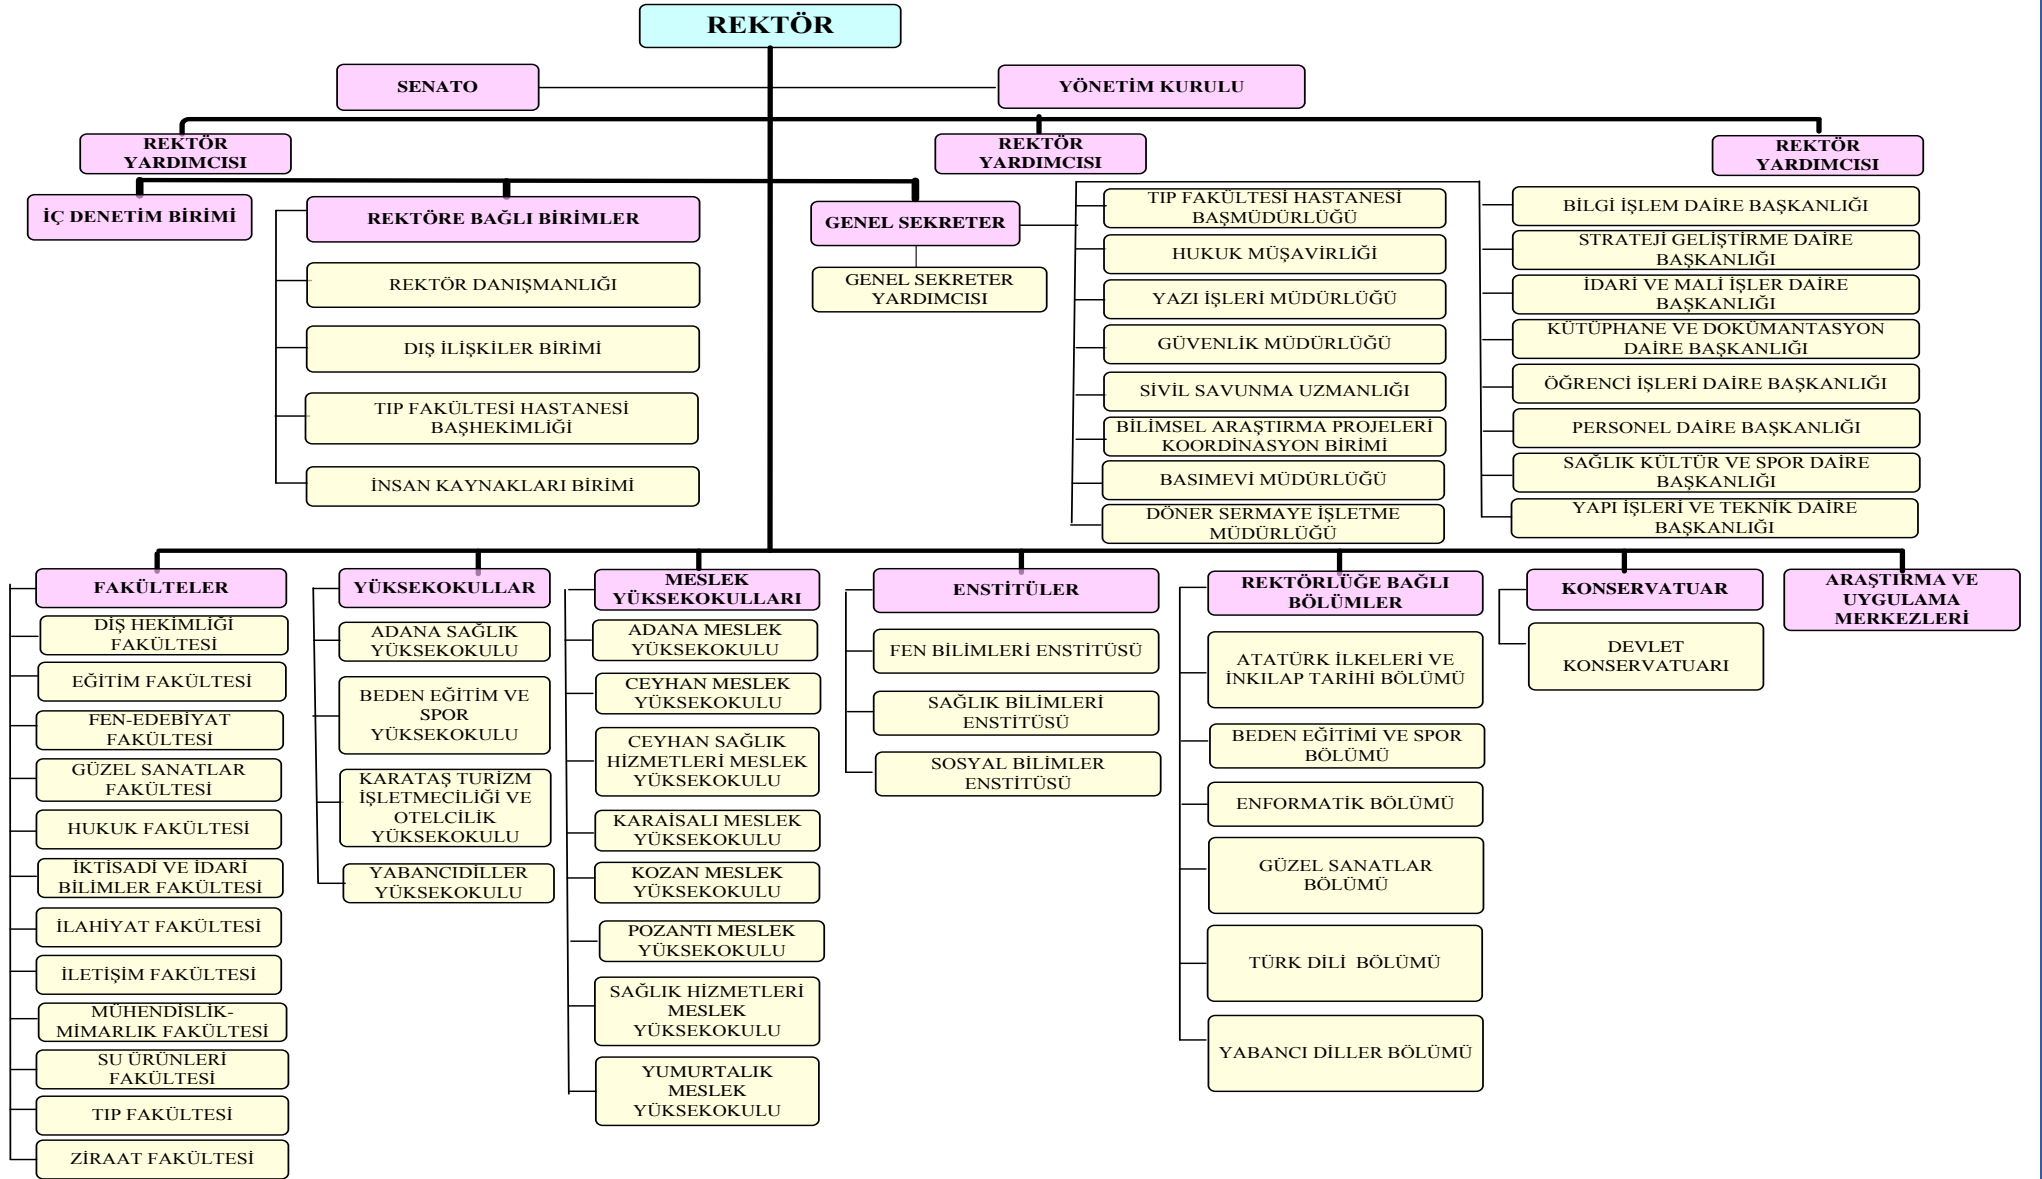 REKTÖR
SENATO
YÖNETİM KURULU
REKTÖR
YARDIMCISI
REKTÖR
YARDIMCISI
REKTÖR
YARDIMCISI
İÇ DENETİM BİRİMİ
REKTÖRE BAĞLI BİRİMLER
REKTÖR DANIŞMANLIĞI
DIŞ İLİŞKİLER BİRİMİ
TIP FAKÜLTESİ HASTANESİ
BAŞHEKİMLİĞİ
İNSAN KAYNAKLARI BİRİMİ
GENEL SEKRETER
GENEL SEKRETER
YARDIMCISI
TIP FAKÜLTESİ HASTANESİ
BAŞMÜDÜRLÜĞÜ
HUKUK MÜŞAVİRLİĞİ
YAZI İŞLERİ MÜDÜRLÜĞÜ
GÜVENLİK MÜDÜRLÜĞÜ
SİVİL SAVUNMA UZMANLIĞI
BİLİMSEL ARAŞTIRMA PROJELERİ
KOORDİNASYON BİRİMİ
BASIMEVİ MÜDÜRLÜĞÜ
DÖNER SERMAYE İŞLETME
MÜDÜRLÜĞÜ
BİLGİ İŞLEM DAİRE BAŞKANLIĞI
STRATEJİ GELİŞTİRME DAİRE
BAŞKANLIĞI
İDARİ VE MALİ İŞLER DAİRE
BAŞKANLIĞI
KÜTÜPHANE VE DOKÜMANTASYON
DAİRE BAŞKANLIĞI
ÖĞRENCİ İŞLERİ DAİRE BAŞKANLIĞI
PERSONEL DAİRE BAŞKANLIĞI
SAĞLIK KÜLTÜR VE SPOR DAİRE
BAŞKANLIĞI
YAPI İŞLERİ VE TEKNİK DAİRE
BAŞKANLIĞI
FAKÜLTELER
DİŞ HEKİMLİĞİ
FAKÜLTESİ
EĞİTİM FAKÜLTESİ
FEN-EDEBİYAT
FAKÜLTESİ
GÜZEL SANATLAR
FAKÜLTESİ
HUKUK FAKÜLTESİ
İKTİSADİ VE İDARİ
BİLİMLER FAKÜLTESİ
İLAHİYAT FAKÜLTESİ
İLETİŞİM FAKÜLTESİ
MÜHENDİSLİK-
MİMARLIK FAKÜLTESİ
SU ÜRÜNLERİ
FAKÜLTESİ
TIP FAKÜLTESİ
ZİRAAT FAKÜLTESİ
YÜKSEKOKULLAR
ADANA SAĞLIK
YÜKSEKOKULU
BEDEN EĞİTİM VE
SPOR
YÜKSEKOKULU
KARATAŞ TURİZM
İŞLETMECİLİĞİ VE
OTELCİLİK
YÜKSEKOKULU
YABANCIDİLLER
YÜKSEKOKULU
MESLEK
YÜKSEKOKULLARI
ADANA MESLEK
YÜKSEKOKULU
CEYHAN MESLEK
YÜKSEKOKULU
CEYHAN SAĞLIK
HİZMETLERİ MESLEK
YÜKSEKOKULU
KARAİSALI MESLEK
YÜKSEKOKULU
KOZAN MESLEK
YÜKSEKOKULU
POZANTI MESLEK
YÜKSEKOKULU
SAĞLIK HİZMETLERİ
MESLEK
YÜKSEKOKULU
YUMURTALIK
MESLEK
YÜKSEKOKULU
ENSTİTÜLER
FEN BİLİMLERİ ENSTİTÜSÜ
SAĞLIK BİLİMLERİ
ENSTİTÜSÜ
SOSYAL BİLİMLER
ENSTİTÜSÜ
REKTÖRLÜĞE BAĞLI
BÖLÜMLER
ATATÜRK İLKELERİ VE
İNKILAP TARİHİ BÖLÜMÜ
BEDEN EĞİTİMİ VE SPOR
BÖLÜMÜ
ENFORMATİK BÖLÜMÜ
GÜZEL SANATLAR
BÖLÜMÜ
TÜRK DİLİ BÖLÜMÜ
YABANCI DİLLER BÖLÜMÜ
KONSERVATUAR
DEVLET
KONSERVATUARI
ARAŞTIRMA VE
UYGULAMA
MERKEZLERİ